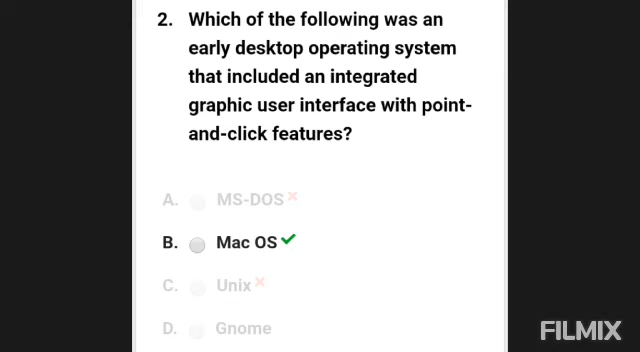 2. Which of the following was an
early desktop operating system
that included an integrated
graphic user interface with point-
and-click features?
A. MS-DOS
B. Mac OS
C. Unix
D. Gnome
FILMIX